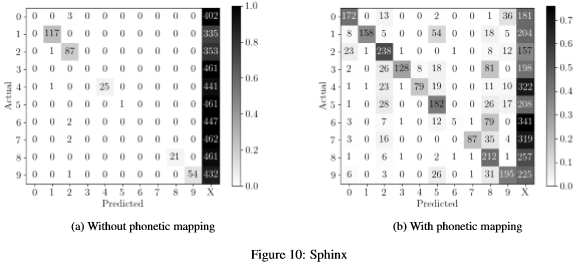 0 0 0 3 0 0 0 0 0 0 0 402 1.0 0 172 0 13 0 0 2 0 0 1 36 181
1 0 117 0 0 0 0 0 0 0 0 335 1 1 158 5 0 0 54 0 0 18 5 204 0.7
2 0 1 87 0 0 0 0 0 0 0 353 0.8 2 23 1 238 1 0 0 1 0 8 12 157 0.6
3 0 0 0 0 0 0 0 0 0 0 461 3 2 0 26 128 8 18 0 0 81 0 198 0.5
4 0 1 0 0 25 0 0 0 0 0 441 0.6 4 1 1 23 1 79 19 0 0 11 10 322 0.4
5 0 0 0 0 0 1 0 0 0 0 461 0.4 5 1 0 28 0 0 182 0 0 26 17 208
6 0 0 2 0 0 0 0 0 0 0 447 6 3 0 7 1 2 12 5 1 79 0 341 0.3
7 0 0 2 0 0 0 0 0 0 0 462 0.2 7 3 0 16 0 0 0 0 87 35 4 319 0.2
8 0 0 0 0 0 0 0 0 21 0 461 8 1 0 6 1 2 1 1 212 1 257 0.1
9 0 0 1 0 0 0 0 0 0 54 432 0.0 9 6 0 3 0 0 26 0 1 31 195 225 0.0
Actual Actual
0 1 2 3 4 5 6 7 8 9 X 0 1 2 3 4 5 6 7 8 9 X
Predicted Predicted
(a) Without phonetic mapping (b) With phonetic mapping
Figure 10: Sphinx